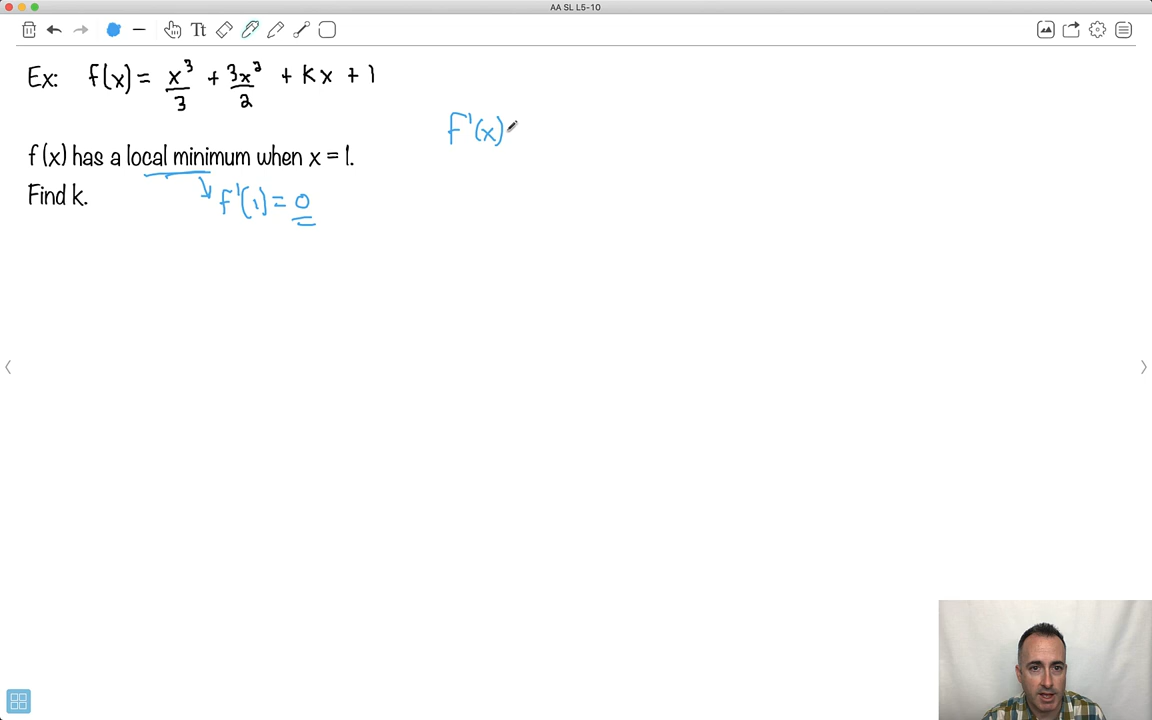 AA SL L5-10
Tt
Ex: f(x) = x³/3 + 3x²/2 + kx + 1
f'(x)
f(x) has a local minimum when x = 1.
Find k.
f'(1) = 0